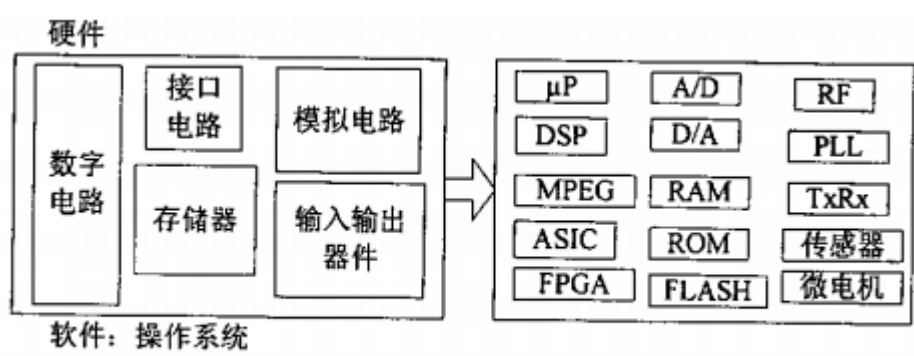 硬件
数字
电路
接口
电路
存储器
模拟电路
输入输出
器件
软件：操作系统
μP
DSP
MPEG
ASIC
FPGA
A/D
D/A
RAM
ROM
FLASH
RF
PLL
TxRx
传感器
微电机